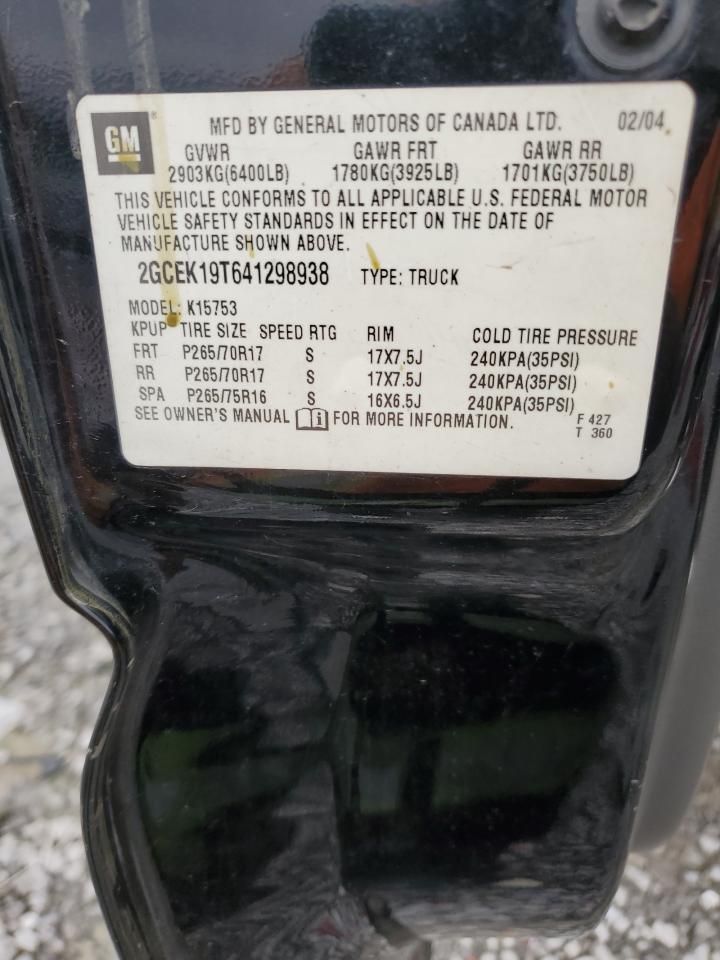 GM ® MFD BY GENERAL MOTORS OF CANADA LTD. 02/04
GVWR GAWR FRT GAWR RR
2903KG(6400LB) 1780KG(3925LB) 1701KG(3750LB)
THIS VEHICLE CONFORMS TO ALL APPLICABLE U.S. FEDERAL MOTOR
VEHICLE SAFETY STANDARDS IN EFFECT ON THE DATE OF
MANUFACTURE SHOWN ABOVE.
2GCEK19T641298938 TYPE: TRUCK
MODEL: K15753
KPUP TIRE SIZE SPEED RTG RIM COLD TIRE PRESSURE
FRT P265/70R17 S 17X7.5J 240KPA(35PSI)
RR P265/70R17 S 17X7.5J 240KPA(35PSI)
SPA P265/75R16 S 16X6.5J 240KPA(35PSI)
SEE OWNER'S MANUAL i FOR MORE INFORMATION. F 427
T 360